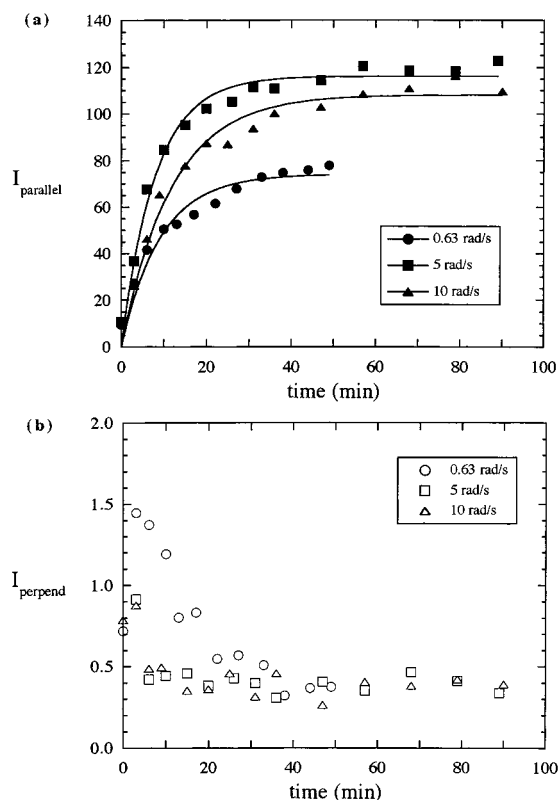 (a)
140
120
100
80
60
40
20
0
I parallel
0.63 rad/s
5 rad/s
10 rad/s
0 20 40 60 80 100
time (min)
(b)
2.0
1.5
1.0
0.5
0.0
I perpend
0.63 rad/s
5 rad/s
10 rad/s
0 20 40 60 80 100
time (min)